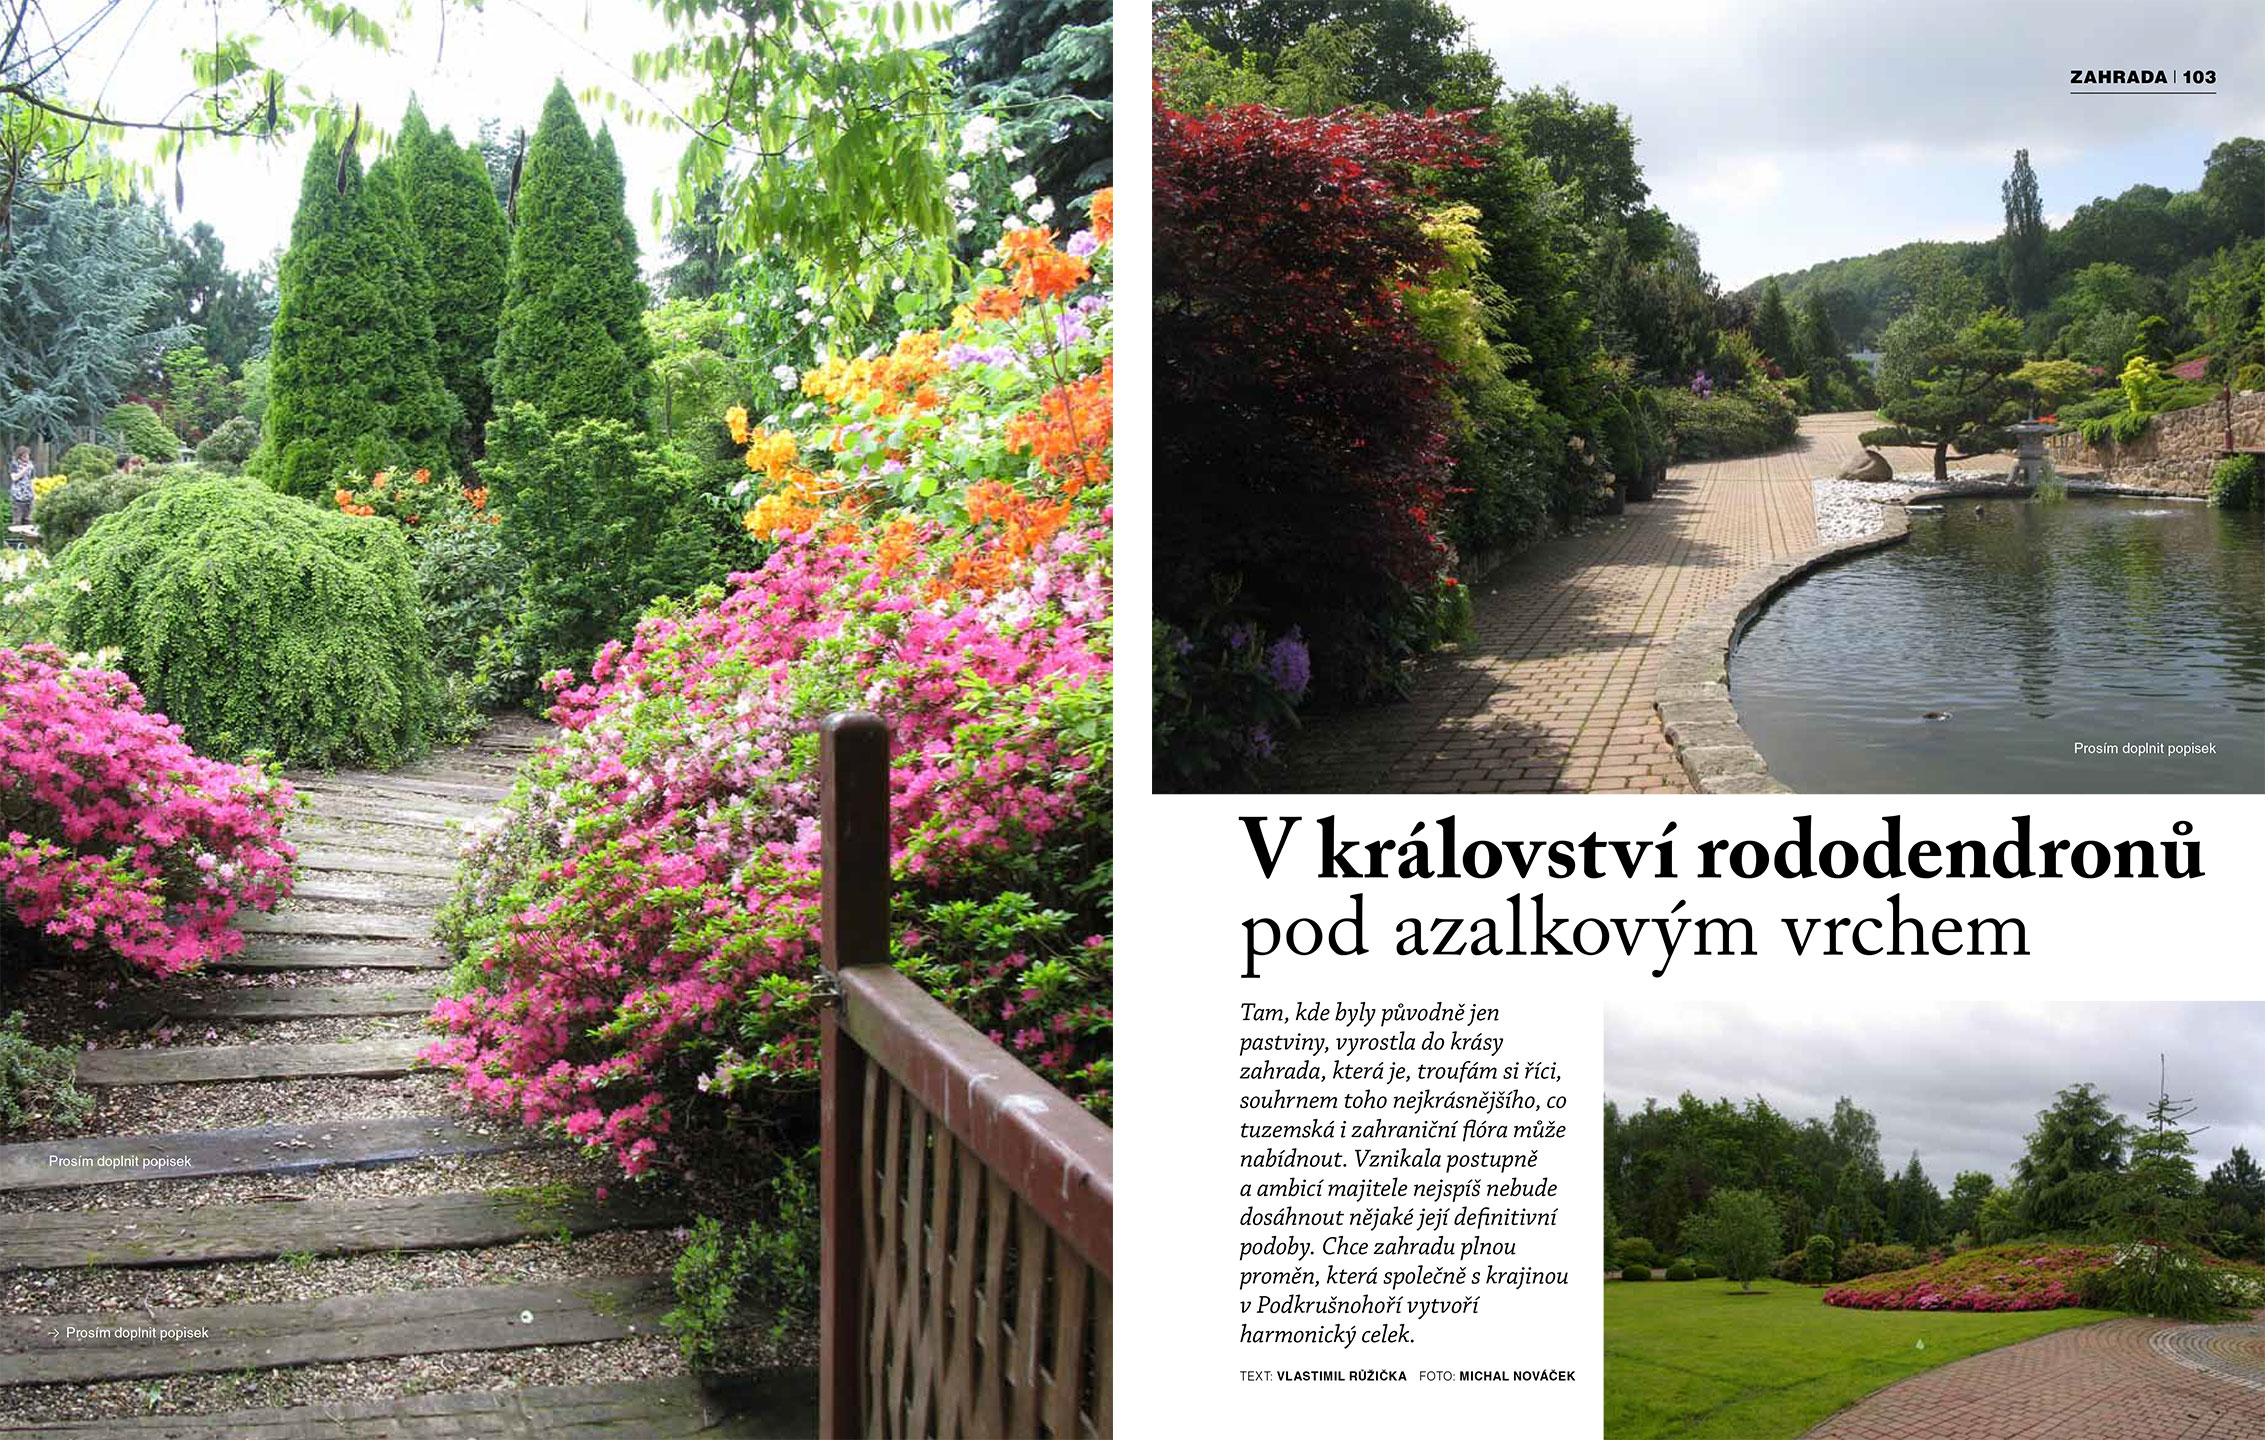 Prosím doplnit popisek
→ Prosím doplnit popisek
ZAHRADA | 103
Prosím doplnit popisek
V království rododendronů
pod azalkovým vrchem
Tam, kde byly původně jen
pastviny, vyrostla do krásy
zahrada, která je, troufám si říci,
souhrnem toho nejkrásnějšího, co
tuzemská i zahraniční flóra může
nabídnout. Vznikala postupně
a ambicí majitele nejspíš nebude
dosáhnout nějaké její definitivní
podoby. Chce zahradu plnou
proměn, která společně s krajinou
v Podkrušnohoří vytvoří
harmonický celek.
TEXT: VLASTIMIL RŮŽIČKA FOTO: MICHAL NOVÁČEK